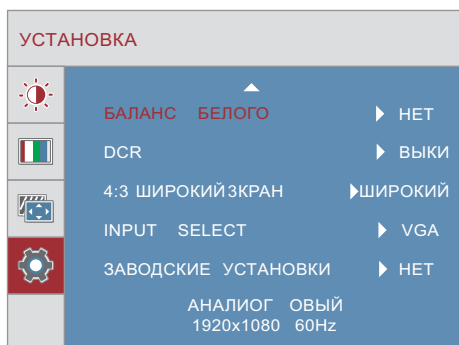 УСТАНОВКА
БАЛАНС БЕЛОГО НЕТ
DCR ВЫКИ
4:3 ШИРОКИЙЗКРАН ШИРОКИЙ
INPUT SELECT VGA
ЗАВОДСКИЕ УСТАНОВКИ НЕТ
АНАЛИОГ ОВЫЙ
1920x1080 60Hz